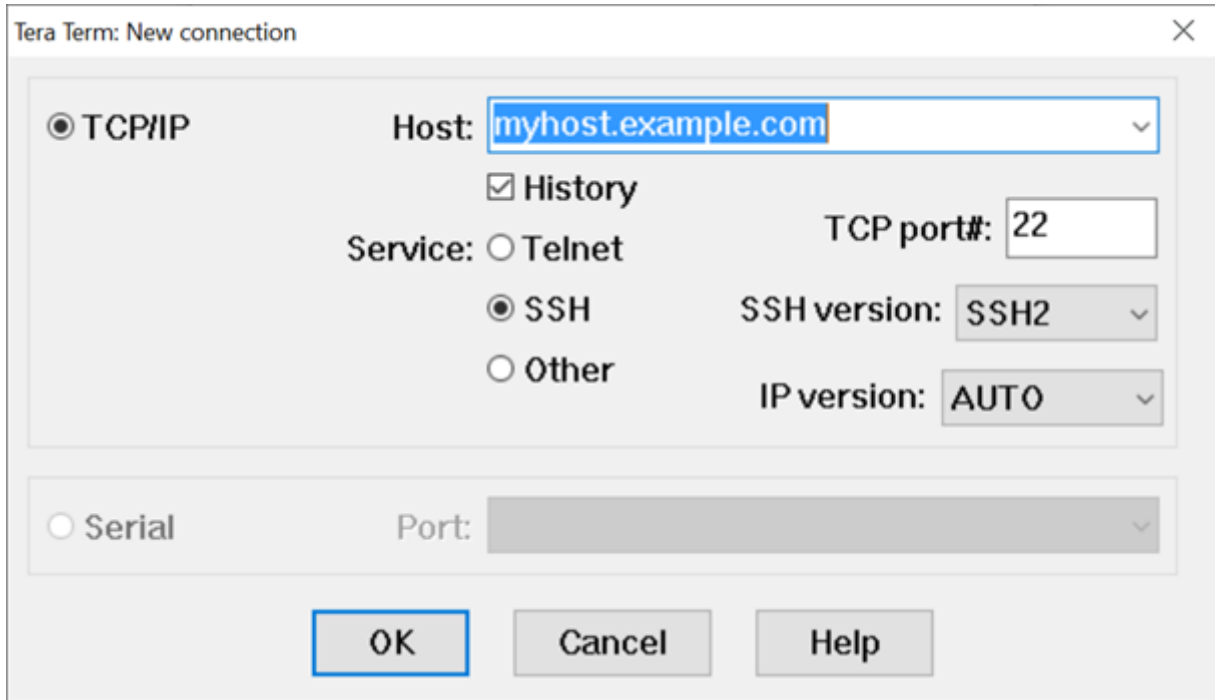 Tera Term: New connection
TCP/IP Host: myhost.example.com
History
TCP port#: 22
Service: Telnet
SSH SSH version: SSH2
Other
IP version: AUTO
Serial Port:
OK Cancel Help